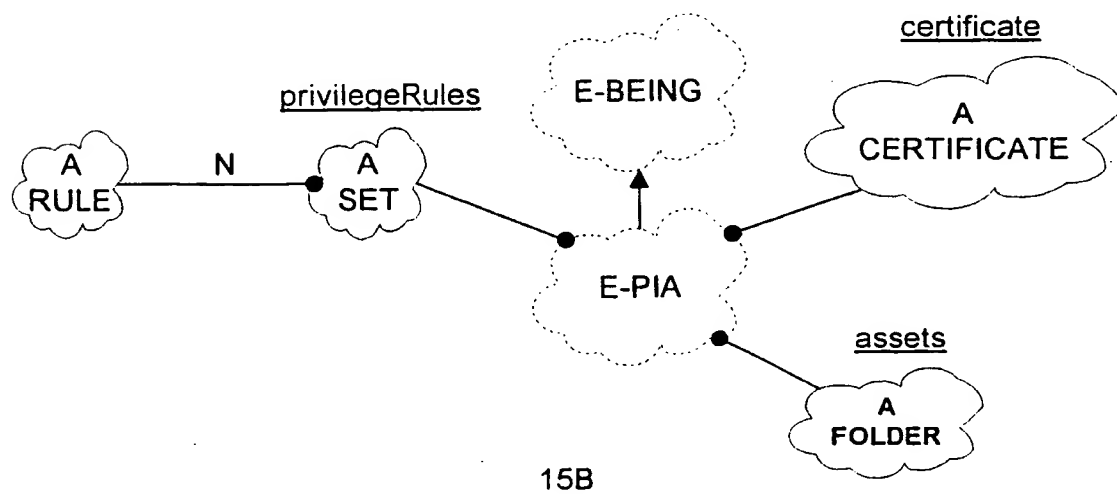 certificate
E-BEING
A
CERTIFICATE
privilegeRules
A
RULE
N
A
SET
E-PIA
assets
A
FOLDER
15B